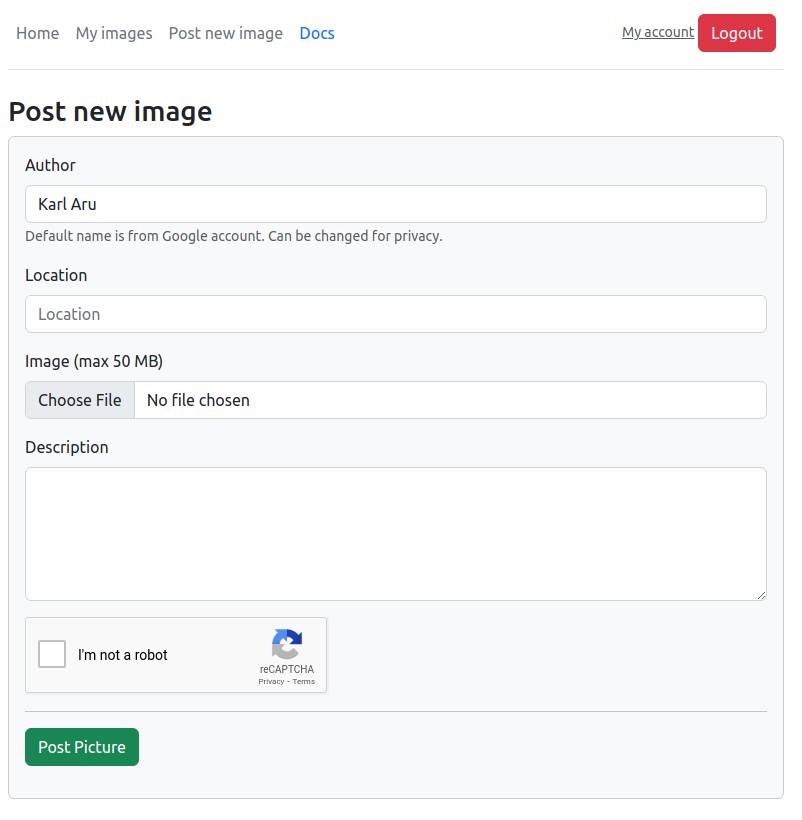 Home My images Post new image Docs My account Logout
Post new image
Author
Karl Aru
Default name is from Google account. Can be changed for privacy.
Location
Location
Image (max 50 MB)
Choose File No file chosen
Description
I'm not a robot
reCAPTCHA
Privacy - Terms
Post Picture